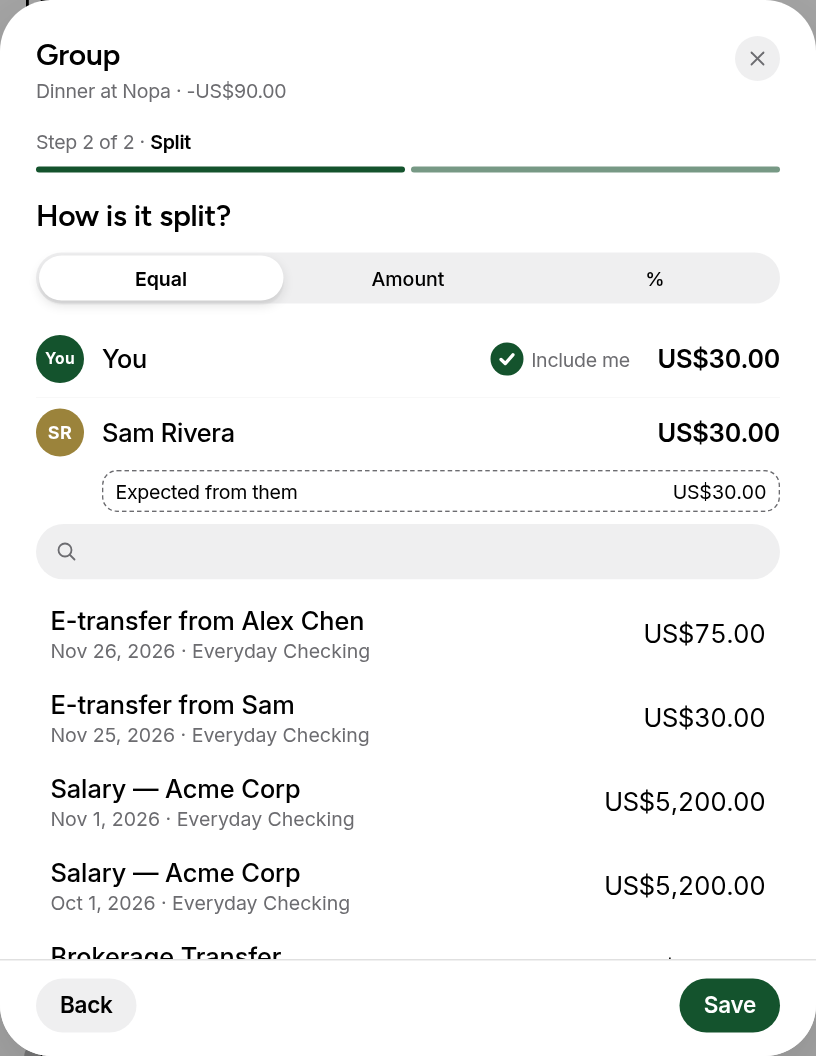 Group
Dinner at Nopa · -US$90.00
Step 2 of 2 · Split
How is it split?
Equal Amount %
You You Include me US$30.00
SR Sam Rivera US$30.00
Expected from them US$30.00
E-transfer from Alex Chen US$75.00
Nov 26, 2026 · Everyday Checking
E-transfer from Sam US$30.00
Nov 25, 2026 · Everyday Checking
Salary — Acme Corp US$5,200.00
Nov 1, 2026 · Everyday Checking
Salary — Acme Corp US$5,200.00
Oct 1, 2026 · Everyday Checking
Brokerage Transfer
Back Save